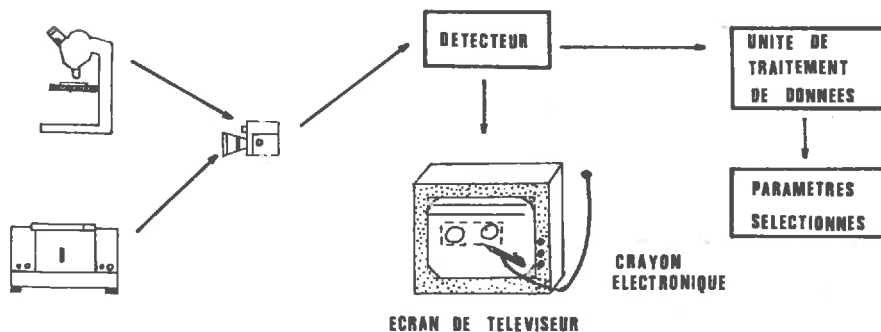 DETECTEUR
UNITE DE
TRAITEMENT
DE DONNEES
PARAMETRES
SELECTIONNES
CRAYON
ELECTRONIQUE
ECRAN DE TELEVISEUR